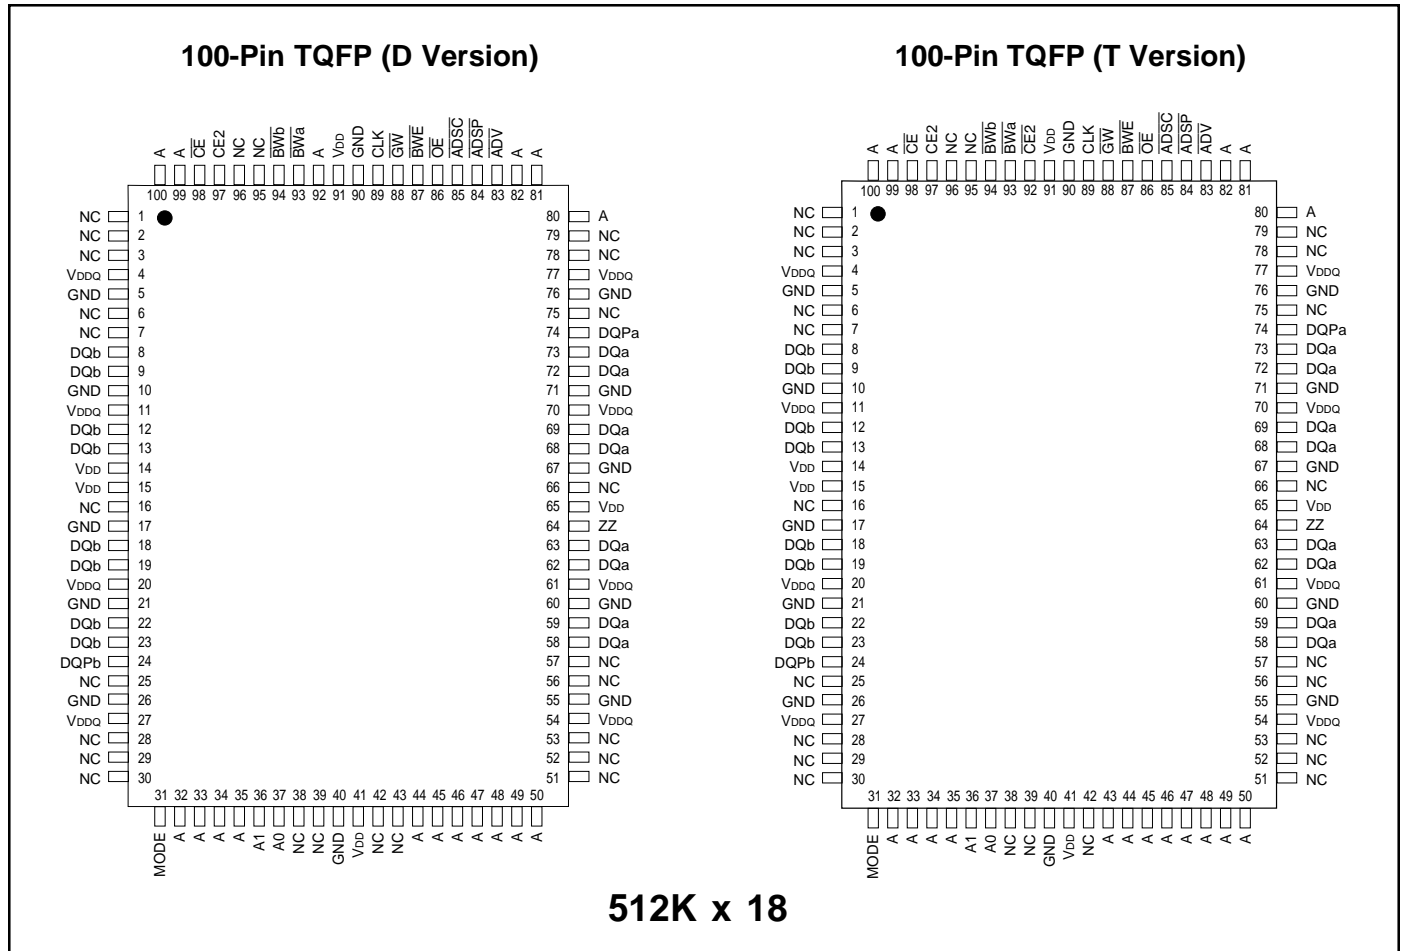 100-Pin TQFP (D Version)
A A CE CE2 NC NC BWb BWa A VDD GND CLK GW BWE OE ADSC ADSP ADV A A
100 99 98 97 96 95 94 93 92 91 90 89 88 87 86 85 84 83 82 81
NC 1 80 A
NC 2 79 NC
NC 3 78 NC
VDDQ 4 77 VDDQ
GND 5 76 GND
NC 6 75 NC
NC 7 74 DQPa
DQb 8 73 DQa
DQb 9 72 DQa
GND 10 71 GND
VDDQ 11 70 VDDQ
DQb 12 69 DQa
DQb 13 68 DQa
VDD 14 67 GND
VDD 15 66 NC
NC 16 65 VDD
GND 17 64 ZZ
DQb 18 63 DQa
DQb 19 62 DQa
VDDQ 20 61 VDDQ
GND 21 60 GND
DQb 22 59 DQa
DQb 23 58 DQa
DQPb 24 57 NC
NC 25 56 NC
GND 26 55 GND
VDDQ 27 54 VDDQ
NC 28 53 NC
NC 29 52 NC
NC 30 51 NC
31 32 33 34 35 36 37 38 39 40 41 42 43 44 45 46 47 48 49 50
MODE A A A A A1 A0 NC NC GND VDD NC NC A A A A A A A
100-Pin TQFP (T Version)
A A CE CE2 NC NC BWb BWa CE2 VDD GND CLK GW BWE OE ADSC ADSP ADV A A
100 99 98 97 96 95 94 93 92 91 90 89 88 87 86 85 84 83 82 81
NC 1 80 A
NC 2 79 NC
NC 3 78 NC
VDDQ 4 77 VDDQ
GND 5 76 GND
NC 6 75 NC
NC 7 74 DQPa
DQb 8 73 DQa
DQb 9 72 DQa
GND 10 71 GND
VDDQ 11 70 VDDQ
DQb 12 69 DQa
DQb 13 68 DQa
VDD 14 67 GND
VDD 15 66 NC
NC 16 65 VDD
GND 17 64 ZZ
DQb 18 63 DQa
DQb 19 62 DQa
VDDQ 20 61 VDDQ
GND 21 60 GND
DQb 22 59 DQa
DQb 23 58 DQa
DQPb 24 57 NC
NC 25 56 NC
GND 26 55 GND
VDDQ 27 54 VDDQ
NC 28 53 NC
NC 29 52 NC
NC 30 51 NC
31 32 33 34 35 36 37 38 39 40 41 42 43 44 45 46 47 48 49 50
MODE A A A A A1 A0 NC NC GND VDD NC A A A A A A A A
512K x 18